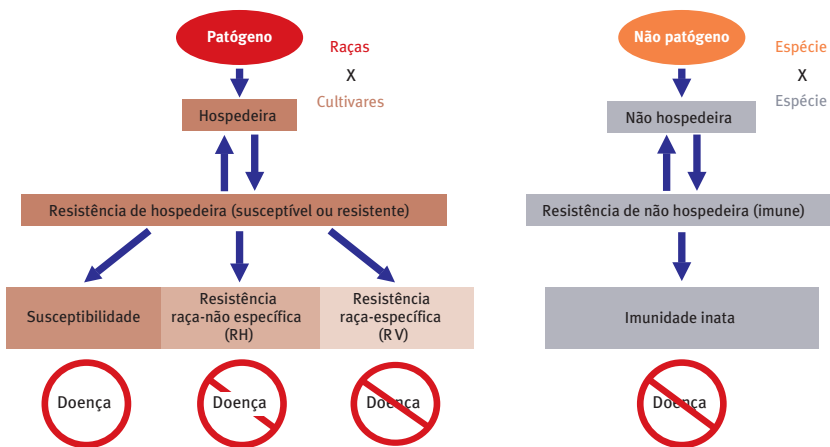 Patógeno
Raças
X
Cultivares
Hospedeira
Resistência de hospedeira (susceptível ou resistente)
Susceptibilidade
Resistência
raça-não específica
(RH)
Resistência
raça-específica
(R V)
Doença
Doença
Doença
Não patógeno
Espécie
X
Espécie
Não hospedeira
Resistência de não hospedeira (imune)
Imunidade inata
Doença